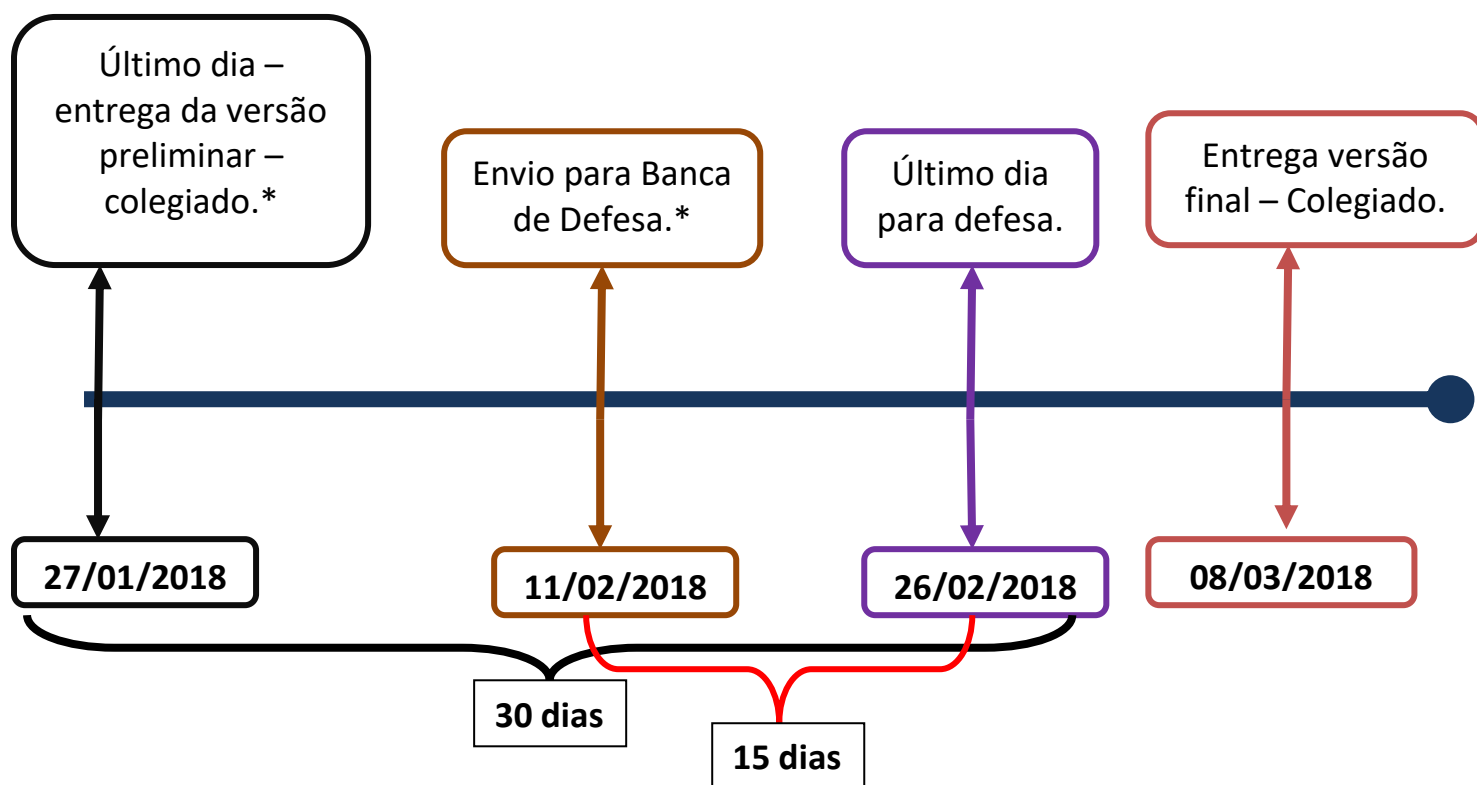 Último dia –
entrega da versão
preliminar –
colegiado.*
Envio para Banca
de Defesa.*
Último dia
para defesa.
Entrega versão
final – Colegiado.
27/01/2018
11/02/2018
26/02/2018
08/03/2018
30 dias
15 dias